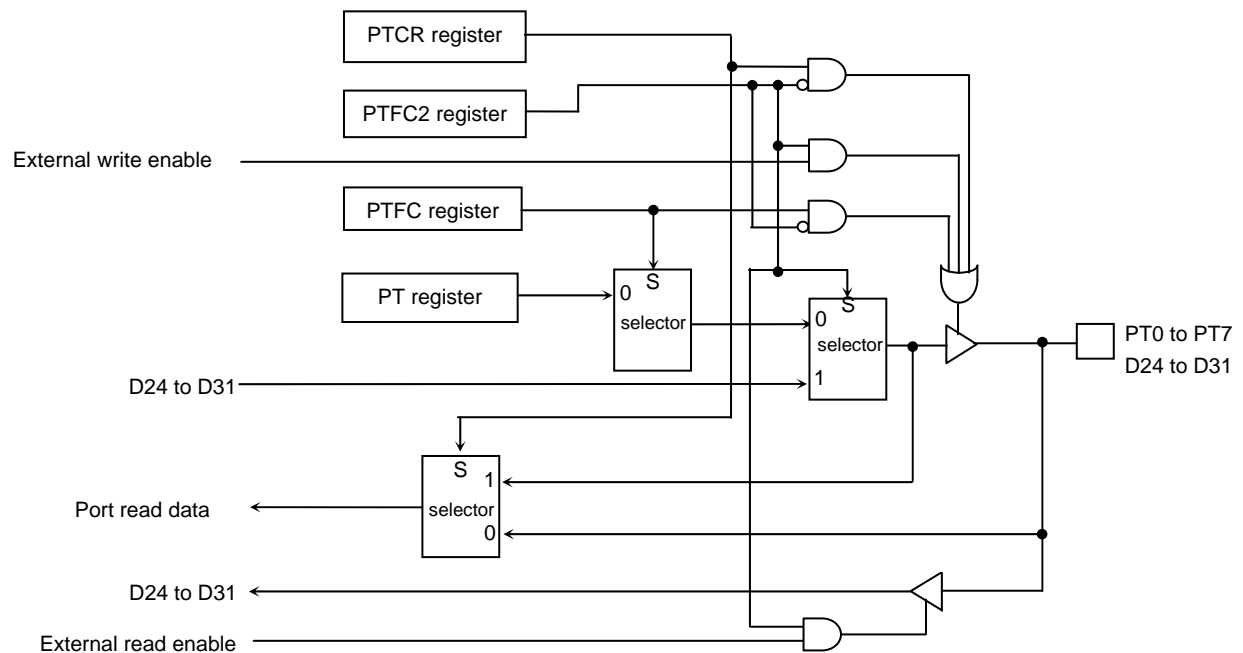 PTCR register
PTFC2 register
External write enable
PTFC register
PT register
S
0
selector
S
0
selector
1
PT0 to PT7
D24 to D31
D24 to D31
S
1
selector
0
Port read data
D24 to D31
External read enable